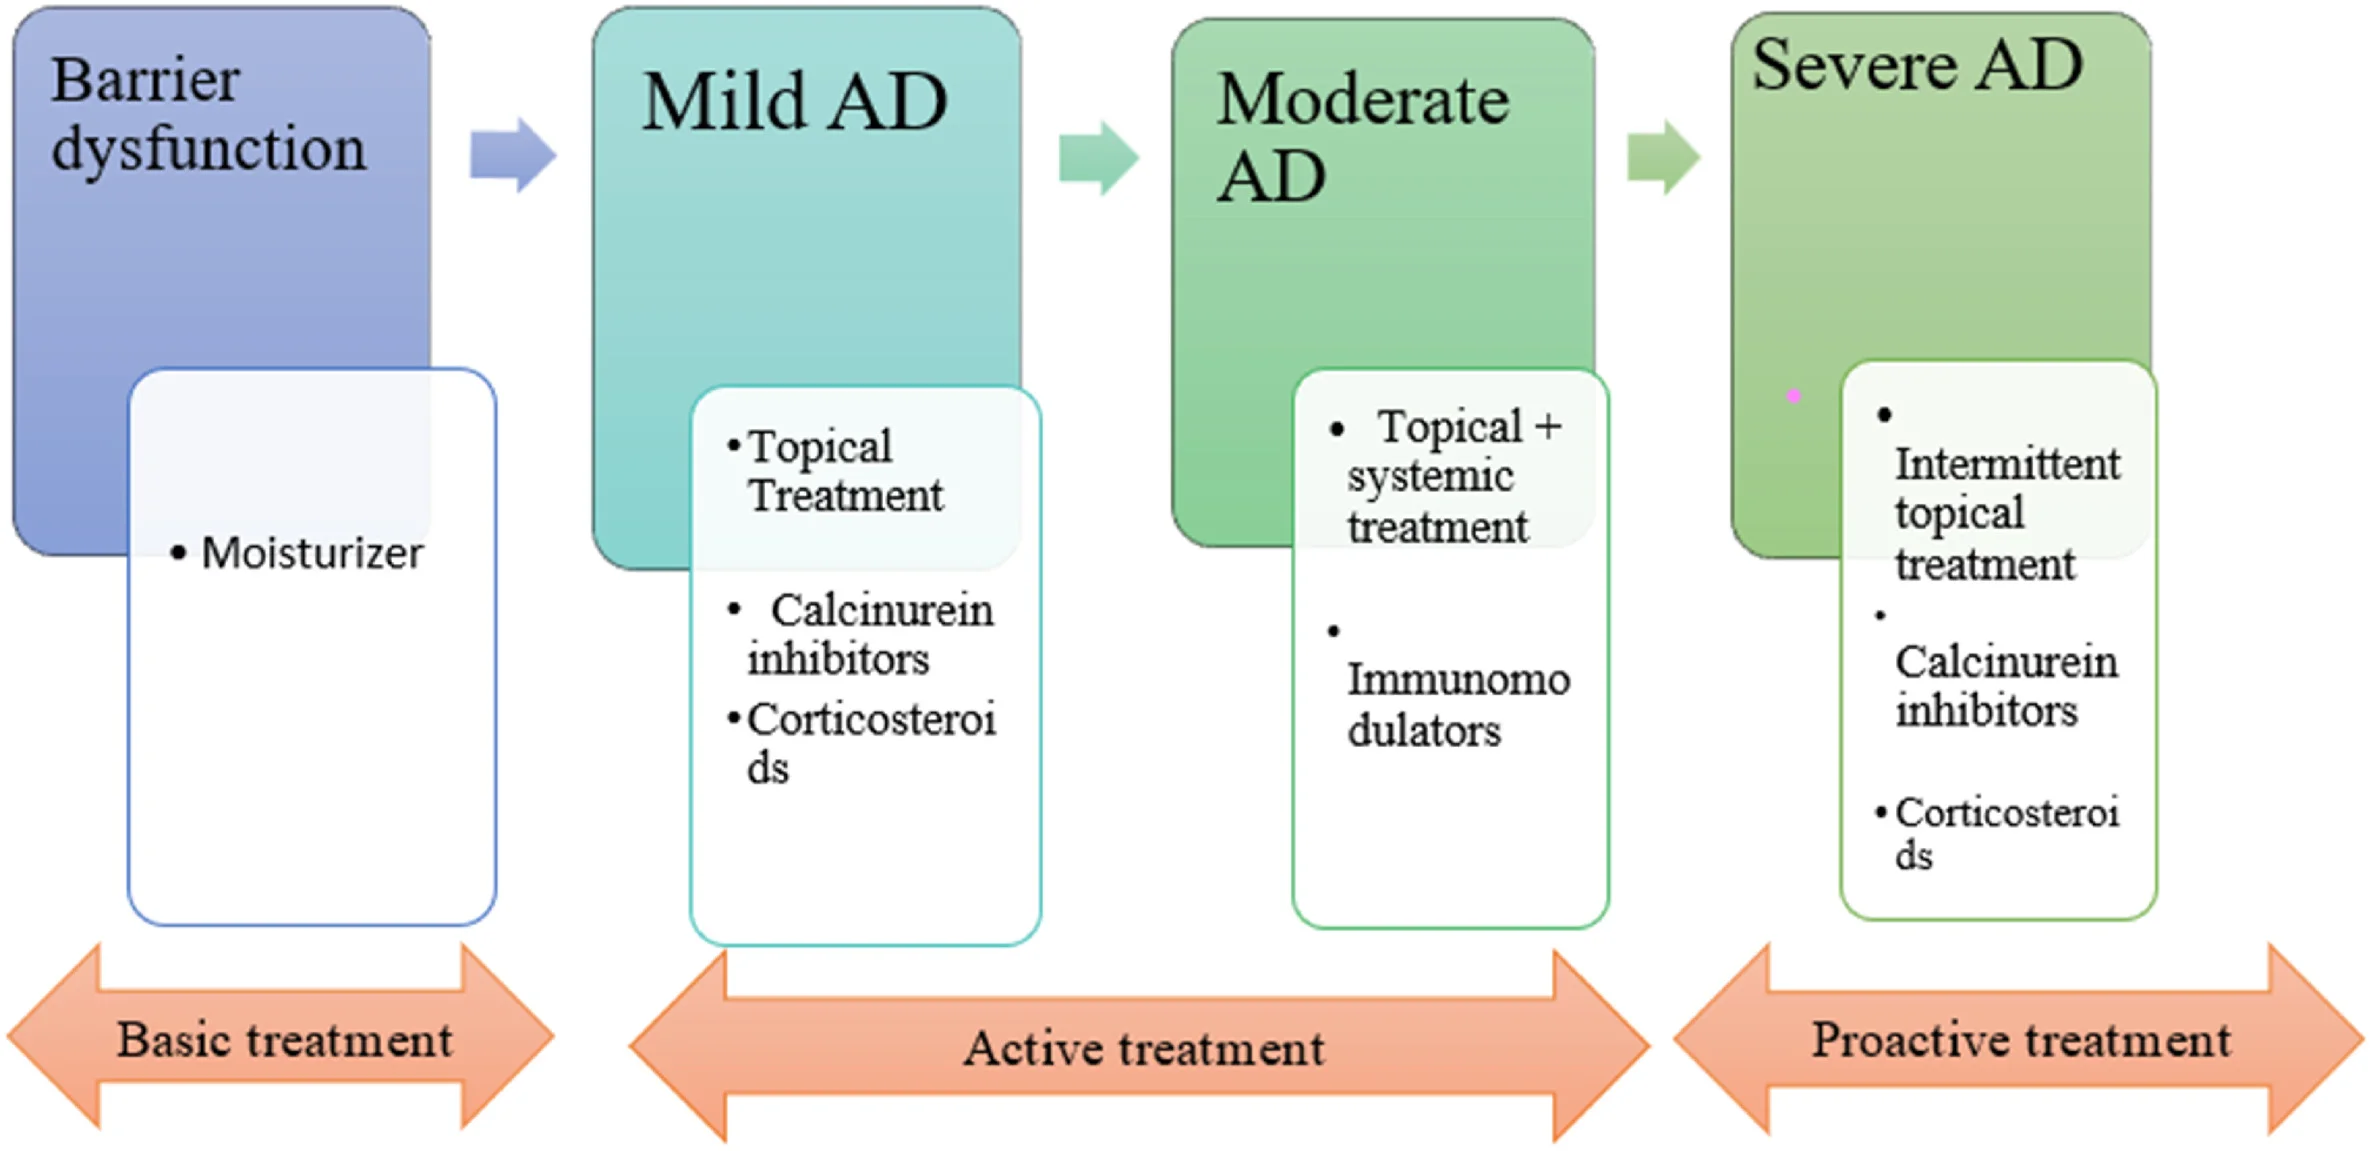 Barrier
dysfunction
• Moisturizer
Mild AD
• Topical
Treatment
• Calcinurein
inhibitors
• Corticosteroi
ds
Moderate
AD
• Topical +
systemic
treatment
•
Immunomo
dulators
Severe AD
•
Intermittent
topical
treatment
•
Calcinurein
inhibitors
• Corticosteroi
ds
Basic treatment
Active treatment
Proactive treatment